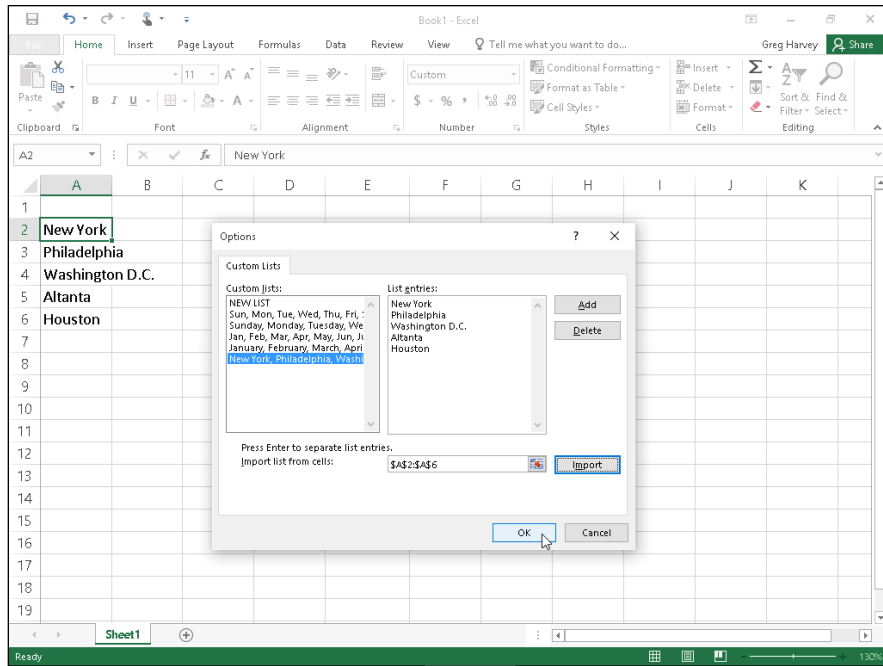 Book1 - Excel
File Home Insert Page Layout Formulas Data Review View Tell me what you want to do... Greg Harvey Share
Paste
11 A A
B I U A
Custom
$ - % ,
Conditional Formatting
Format as Table
Cell Styles
Insert
Delete
Format
Sort & Filter
Find & Select
Clipboard Font Alignment Number Styles Cells Editing
A2 fx New York
A B C D E F G H I J K
1
2 New York
3 Philadelphia
4 Washington D.C.
5 Altanta
6 Houston
7
8
9
10
11
12
13
14
15
16
17
18
19
Options ? X
Custom Lists
Custom lists:
NEW LIST
Sun, Mon, Tue, Wed, Thu, Fri, S
Sunday, Monday, Tuesday, We
Jan, Feb, Mar, Apr, May, Jun, Ju
January, February, March, Apri
New York, Philadelphia, Washi
List entries:
New York
Philadelphia
Washington D.C.
Altanta
Houston
Add
Delete
Press Enter to separate list entries.
Import list from cells: $A$2:$A$6 Import
OK Cancel
Sheet1
Ready 130%